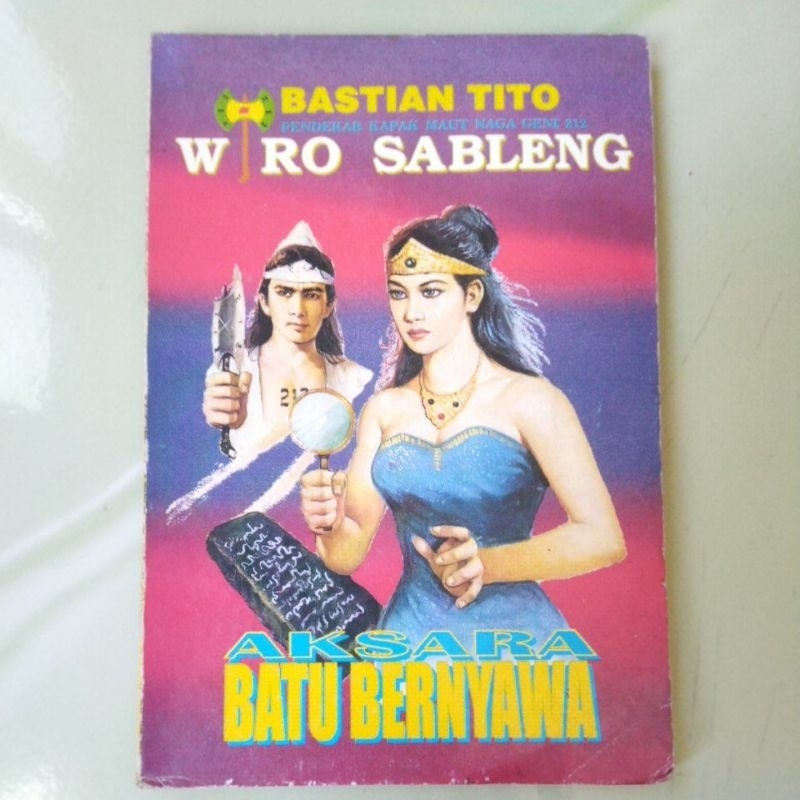 BASTIAN TITO
PENDEKAR KAPAK MAUT NAGA GENI 212
WIRO SABLENG
212
AKSARA
BATU BERNYAWA